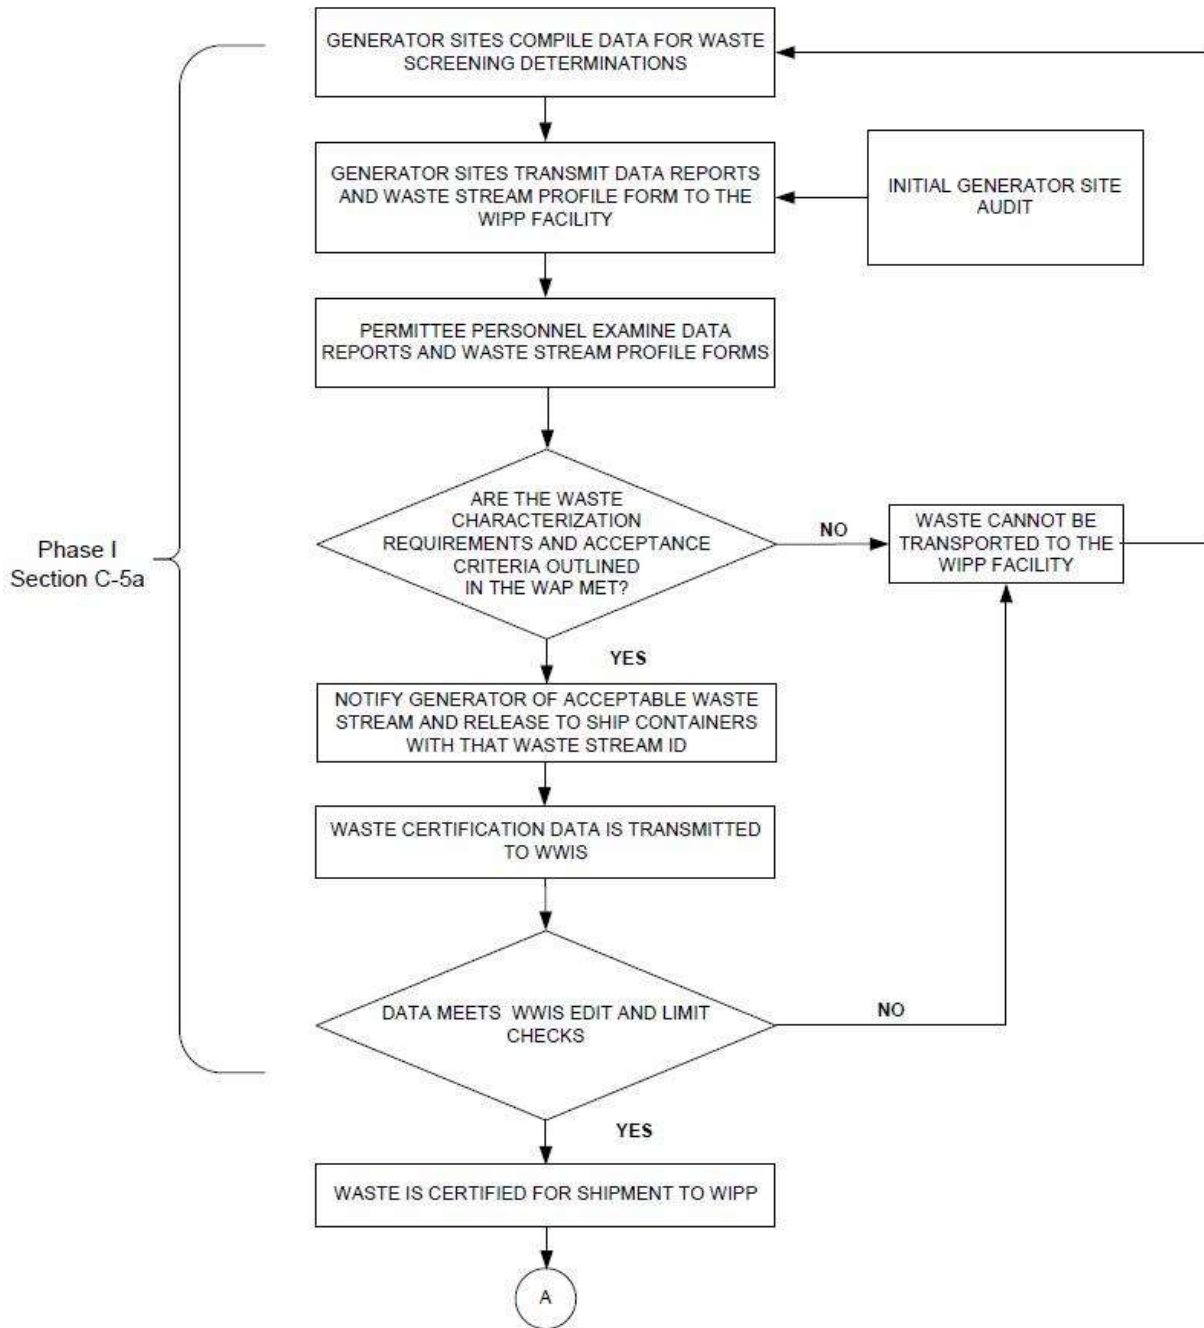 GENERATOR SITES COMPILE DATA FOR WASTE
SCREENING DETERMINATIONS
GENERATOR SITES TRANSMIT DATA REPORTS
AND WASTE STREAM PROFILE FORM TO THE
WIPP FACILITY
INITIAL GENERATOR SITE
AUDIT
PERMITTEE PERSONNEL EXAMINE DATA
REPORTS AND WASTE STREAM PROFILE FORMS
Phase I
Section C-5a
ARE THE WASTE
CHARACTERIZATION
REQUIREMENTS AND ACCEPTANCE
CRITERIA OUTLINED
IN THE WAP MET?
NO
WASTE CANNOT BE
TRANSPORTED TO THE
WIPP FACILITY
YES
NOTIFY GENERATOR OF ACCEPTABLE WASTE
STREAM AND RELEASE TO SHIP CONTAINERS
WITH THAT WASTE STREAM ID
WASTE CERTIFICATION DATA IS TRANSMITTED
TO WWIS
DATA MEETS WWIS EDIT AND LIMIT
CHECKS
NO
YES
WASTE IS CERTIFIED FOR SHIPMENT TO WIPP
A